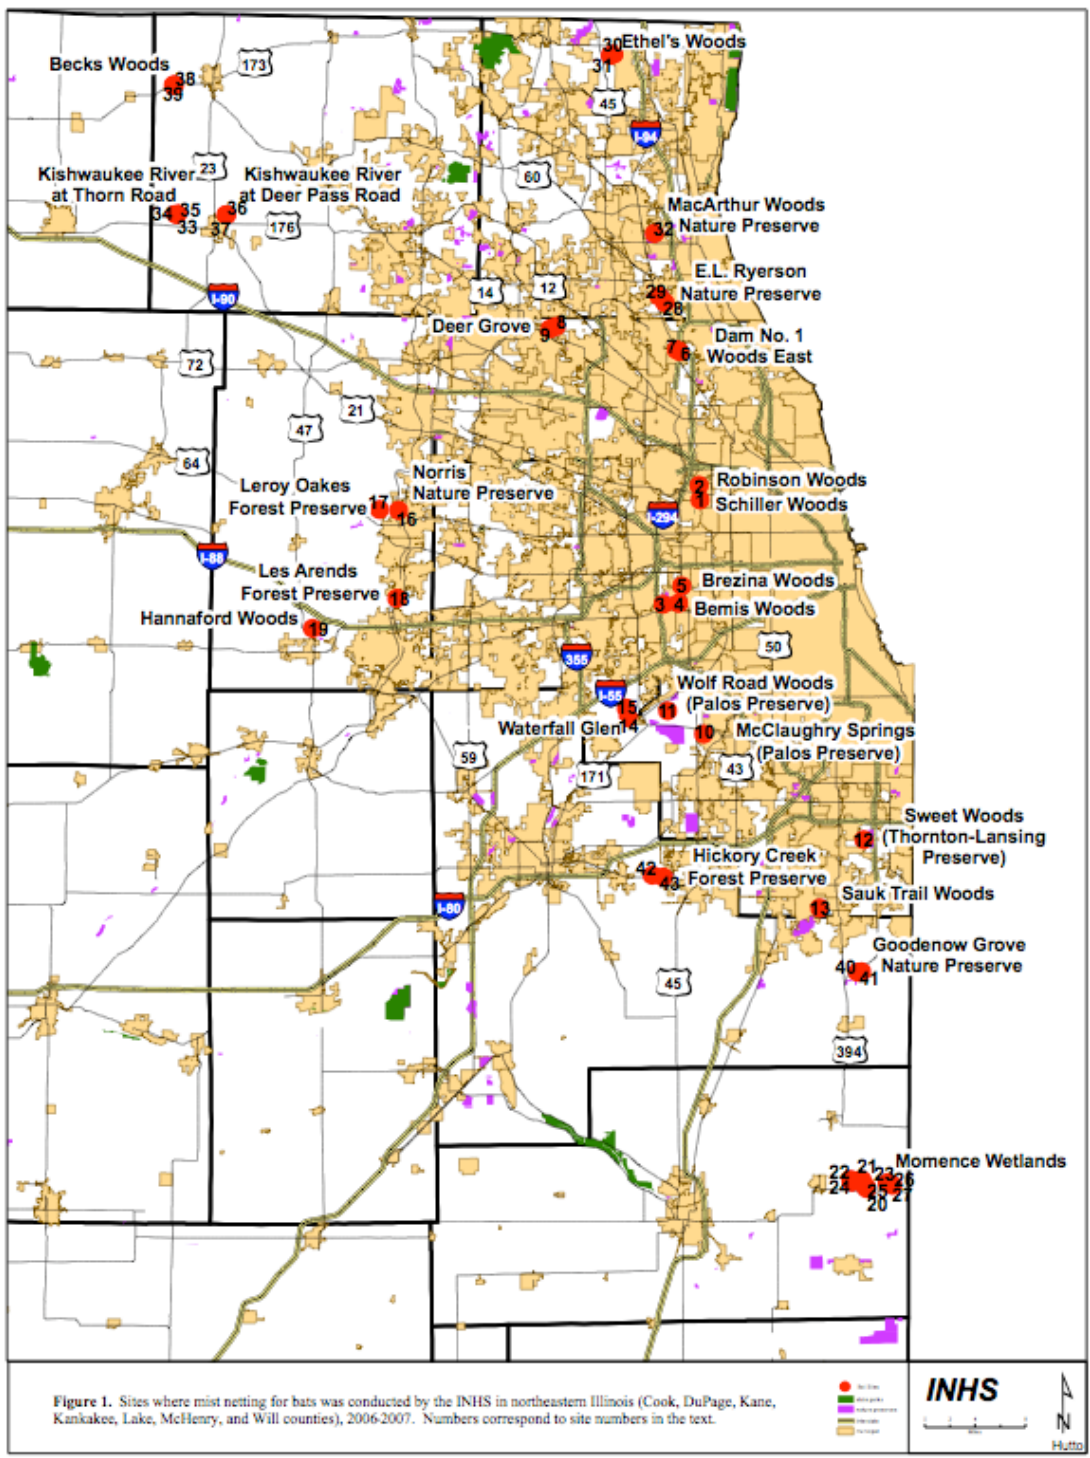 Ethel's Woods
30
31
Becks Woods
38
39
173
45
I-94
23
60
Kishwaukee River
at Thorn Road
Kishwaukee River
at Deer Pass Road
34
35
33
36
37
176
MacArthur Woods
Nature Preserve
32
E.L. Ryerson
Nature Preserve
29
28
I-90
14
12
Deer Grove
8
9
Dam No. 1
Woods East
7
6
72
21
47
64
Norris
Nature Preserve
Leroy Oakes
Forest Preserve
17
16
2
Robinson Woods
1
Schiller Woods
I-294
I-88
Les Arends
Forest Preserve
18
5
Brezina Woods
3
4
Bemis Woods
Hannaford Woods
19
50
355
I-55
Wolf Road Woods
(Palos Preserve)
15
11
14
Waterfall Glen
10
McClaughry Springs
(Palos Preserve)
59
171
43
Sweet Woods
(Thornton-Lansing
Preserve)
12
Hickory Creek
Forest Preserve
42
43
Sauk Trail Woods
13
I-80
Goodenow Grove
Nature Preserve
40
41
45
394
Momence Wetlands
22
21
23
26
24
25
27
20
Figure 1. Sites where mist netting for bats was conducted by the INHS in northeastern Illinois (Cook, DuPage, Kane,
Kankakee, Lake, McHenry, and Will counties), 2006-2007. Numbers correspond to site numbers in the text.
INHS
N
Hutto